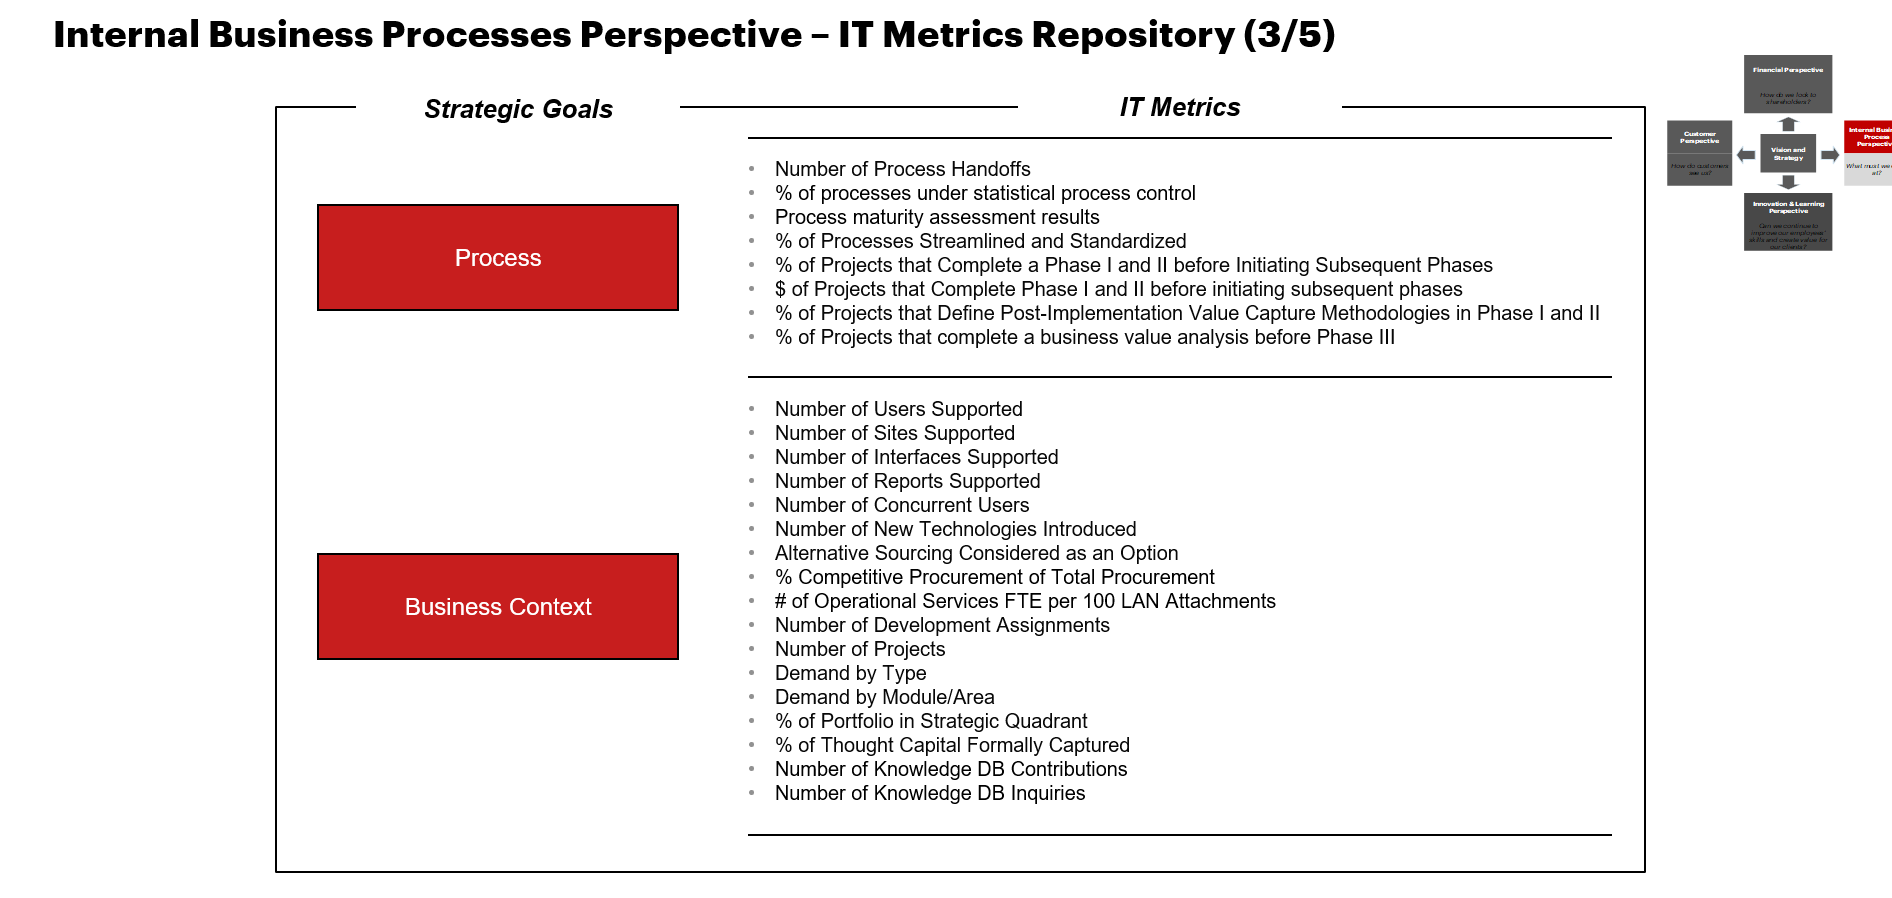 Internal Business Processes Perspective – IT Metrics Repository (3/5)
Strategic Goals
IT Metrics
Process
• Number of Process Handoffs
• % of processes under statistical process control
• Process maturity assessment results
• % of Processes Streamlined and Standardized
• % of Projects that Complete a Phase I and II before Initiating Subsequent Phases
• $ of Projects that Complete Phase I and II before initiating subsequent phases
• % of Projects that Define Post-Implementation Value Capture Methodologies in Phase I and II
• % of Projects that complete a business value analysis before Phase III
Business Context
• Number of Users Supported
• Number of Sites Supported
• Number of Interfaces Supported
• Number of Reports Supported
• Number of Concurrent Users
• Number of New Technologies Introduced
• Alternative Sourcing Considered as an Option
• % Competitive Procurement of Total Procurement
• # of Operational Services FTE per 100 LAN Attachments
• Number of Development Assignments
• Number of Projects
• Demand by Type
• Demand by Module/Area
• % of Portfolio in Strategic Quadrant
• % of Thought Capital Formally Captured
• Number of Knowledge DB Contributions
• Number of Knowledge DB Inquiries
Financial Perspective
How do we look to
shareholders?
Customer
Perspective
How do customers
see us?
Vision and
Strategy
Internal
Process
What must we
at?
Innovation & Learning
Perspective
Can we continue to
improve our employees'
skills and create value for
our clients?